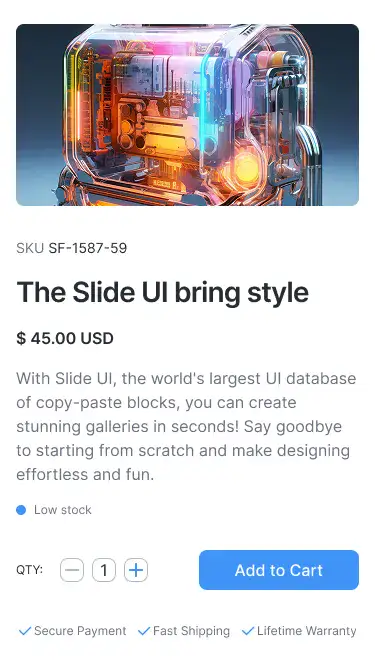 SKU SF-1587-59
The Slide UI bring style
$ 45.00 USD
With Slide UI, the world's largest UI database
of copy-paste blocks, you can create
stunning galleries in seconds! Say goodbye
to starting from scratch and make designing
effortless and fun.
Low stock
QTY: 1 Add to Cart
Secure Payment Fast Shipping Lifetime Warranty